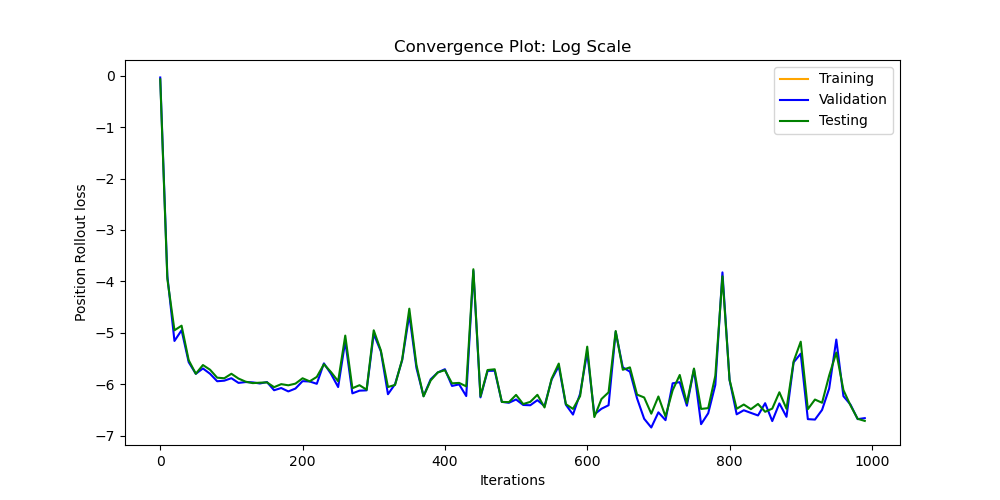 Convergence Plot: Log Scale
Training
Validation
Testing
Position Rollout loss
0
−1
−2
−3
−4
−5
−6
−7
0 200 400 600 800 1000
Iterations